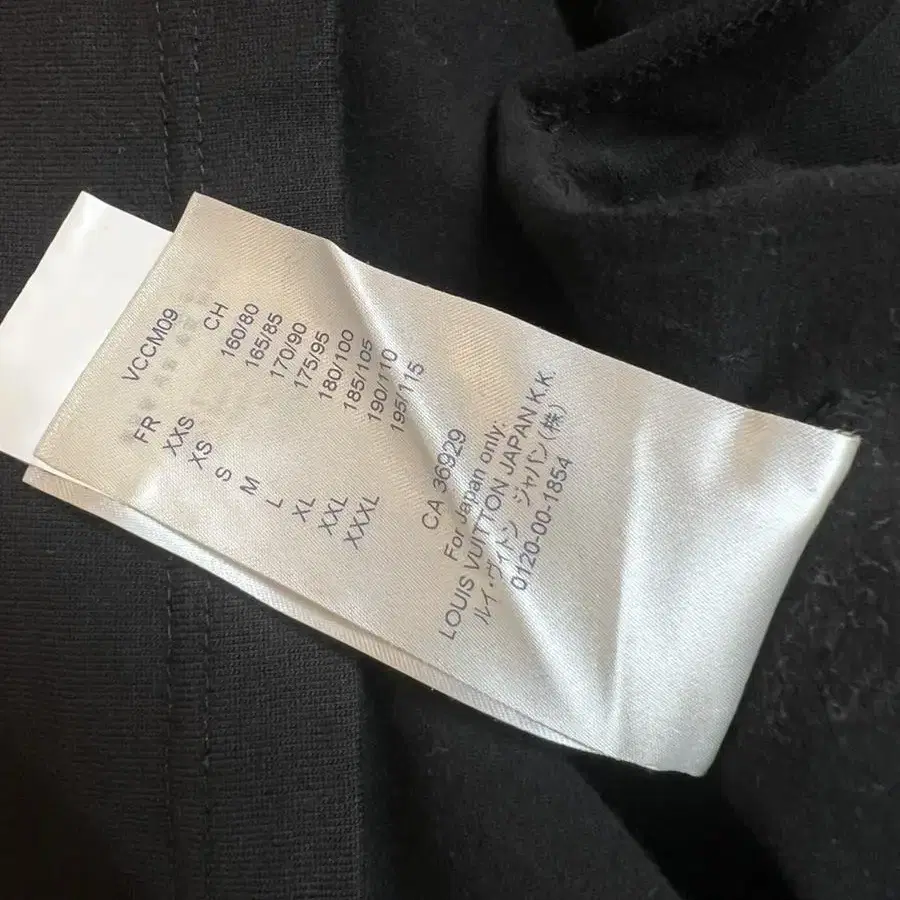 VCCM09
FR CH
XXS 160/80
XS 165/85
S 170/90
M 175/95
L 180/100
XL 185/105
XXL 190/110
XXXL 195/115
CA 36929
For Japan only:
LOUIS VUITTON JAPAN K.K.
ルイ・ヴィトン ジャパン(株)
0120-00-1854